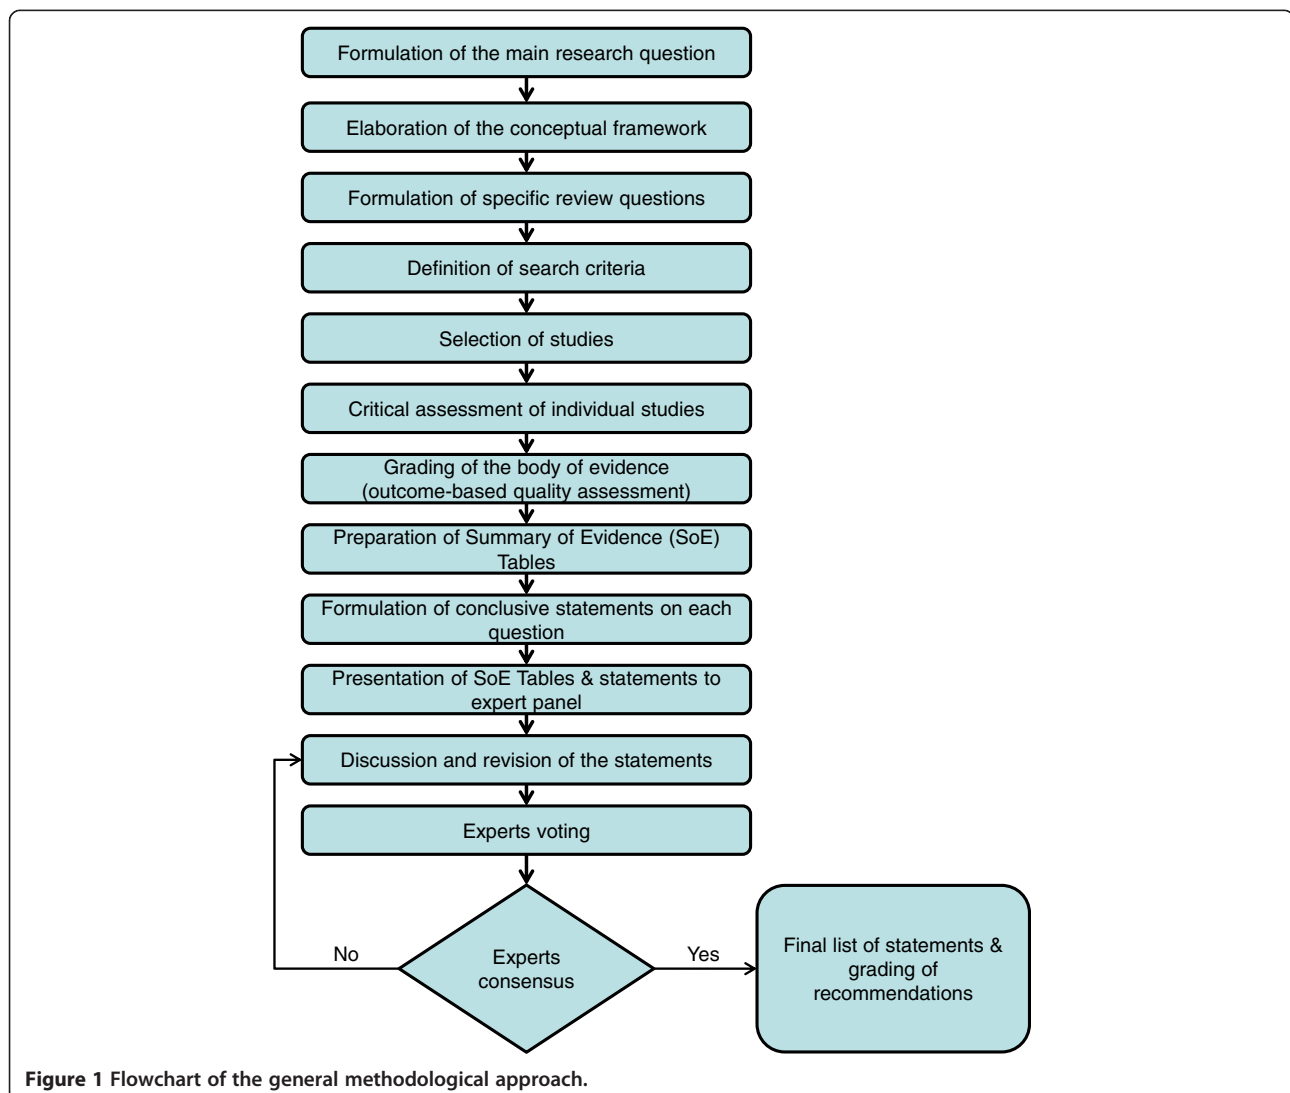 Formulation of the main research question
Elaboration of the conceptual framework
Formulation of specific review questions
Definition of search criteria
Selection of studies
Critical assessment of individual studies
Grading of the body of evidence
(outcome-based quality assessment)
Preparation of Summary of Evidence (SoE)
Tables
Formulation of conclusive statements on each
question
Presentation of SoE Tables & statements to
expert panel
Discussion and revision of the statements
Experts voting
No
Experts
consensus
Yes
Final list of statements &
grading of
recommendations
Figure 1 Flowchart of the general methodological approach.